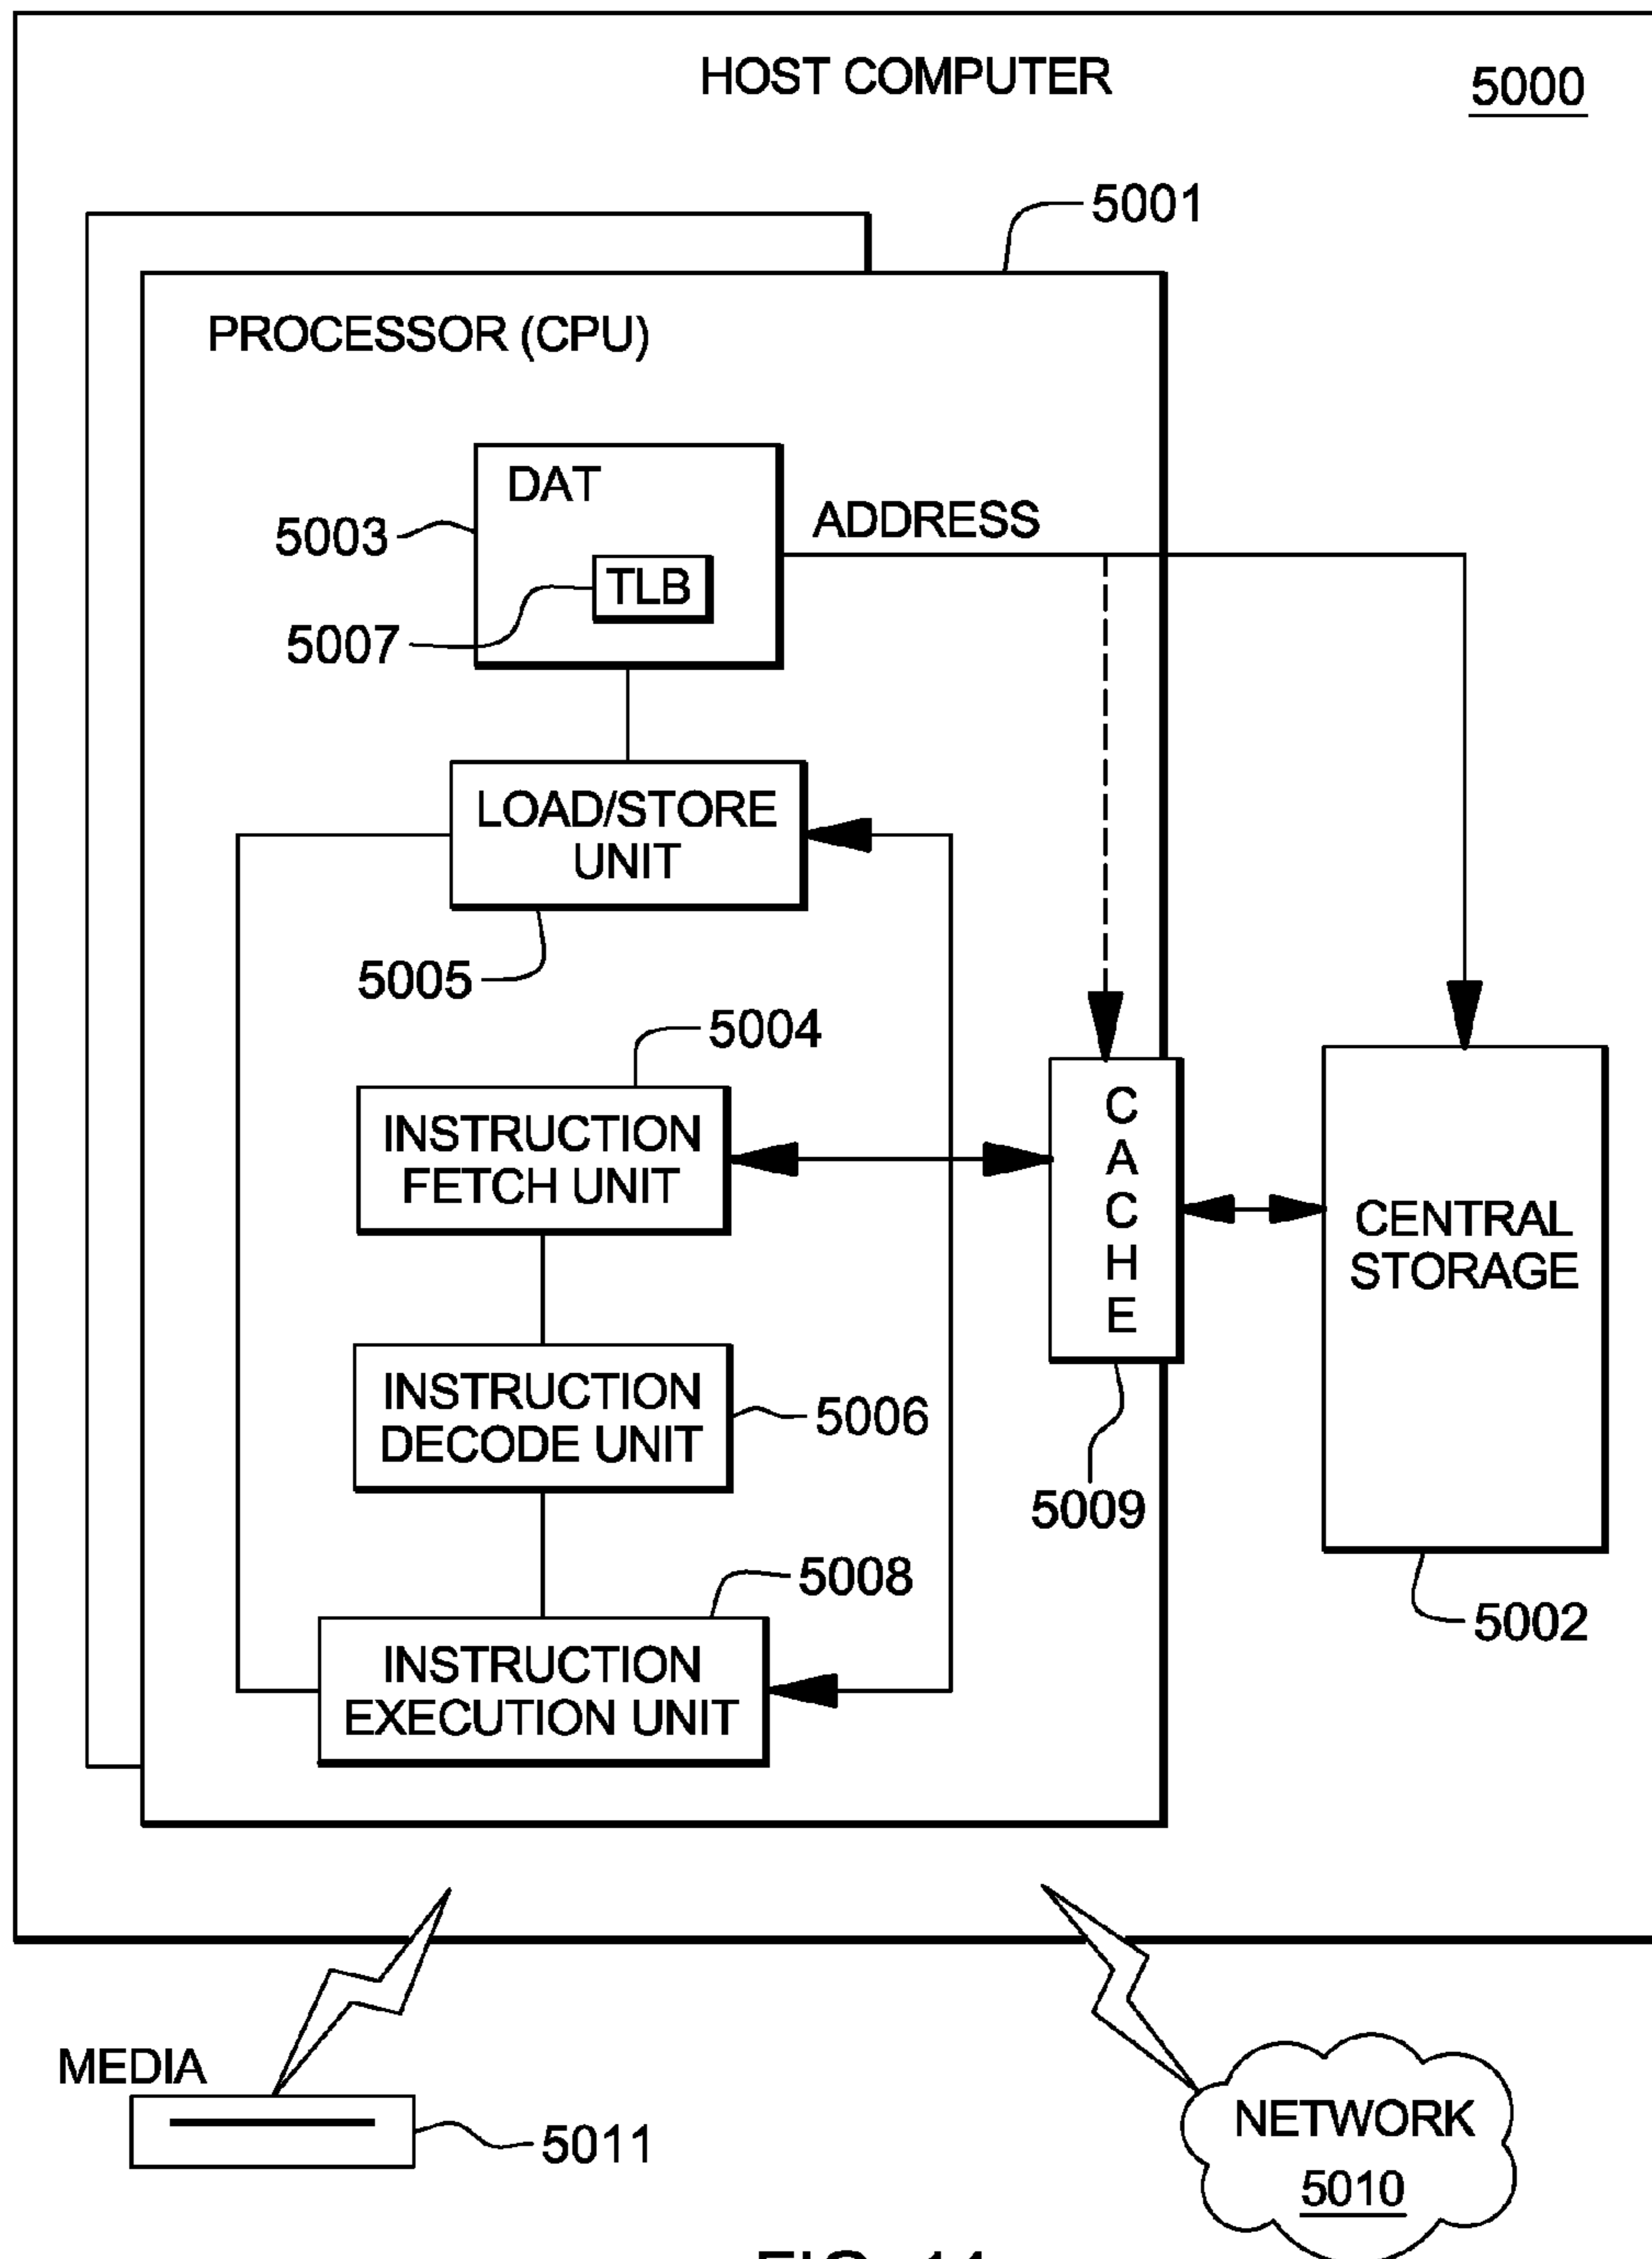 HOST COMPUTER
5000
5001
PROCESSOR (CPU)
DAT
5003
ADDRESS
TLB
5007
LOAD/STORE
UNIT
5005
5004
INSTRUCTION
FETCH UNIT
CACHE
CENTRAL
STORAGE
INSTRUCTION
DECODE UNIT
5006
5009
5008
5002
INSTRUCTION
EXECUTION UNIT
MEDIA
5011
NETWORK
5010